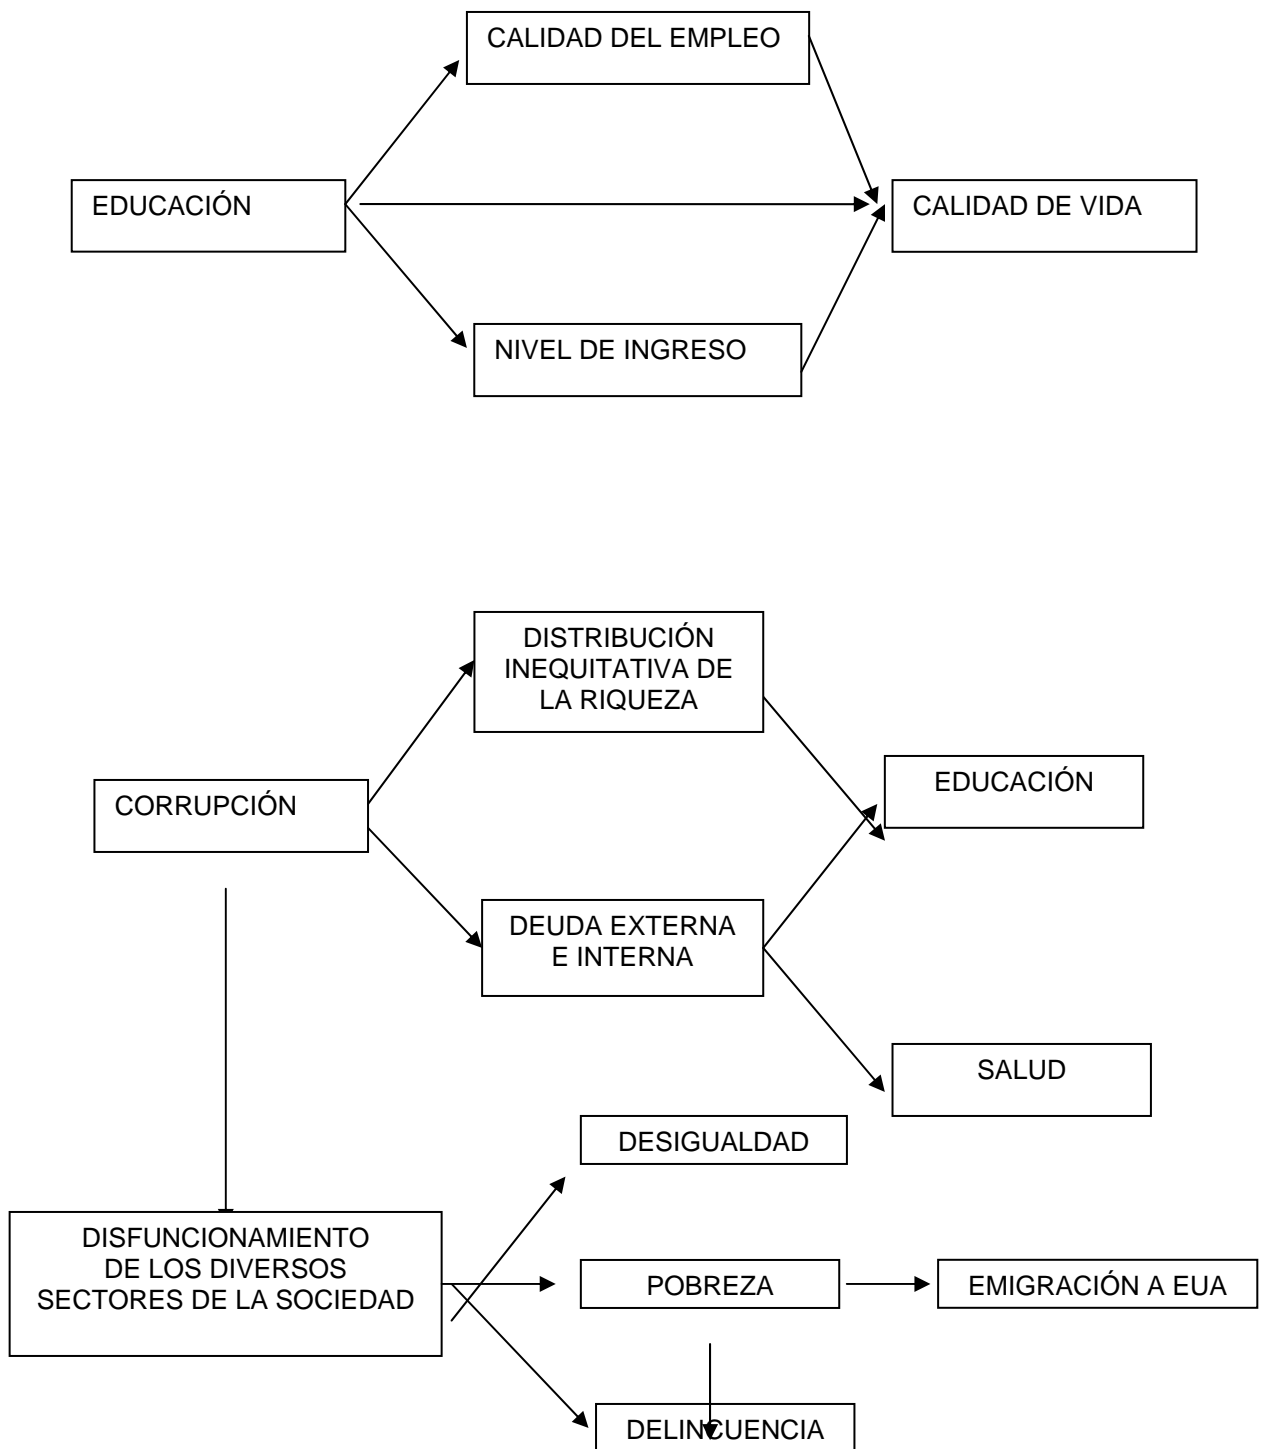 CALIDAD DEL EMPLEO
EDUCACIÓN
CALIDAD DE VIDA
NIVEL DE INGRESO
DISTRIBUCIÓN
INEQUITATIVA DE
LA RIQUEZA
EDUCACIÓN
CORRUPCIÓN
DEUDA EXTERNA
E INTERNA
SALUD
DESIGUALDAD
DISFUNCIONAMIENTO
DE LOS DIVERSOS
SECTORES DE LA SOCIEDAD
POBREZA
EMIGRACIÓN A EUA
DELINCUENCIA